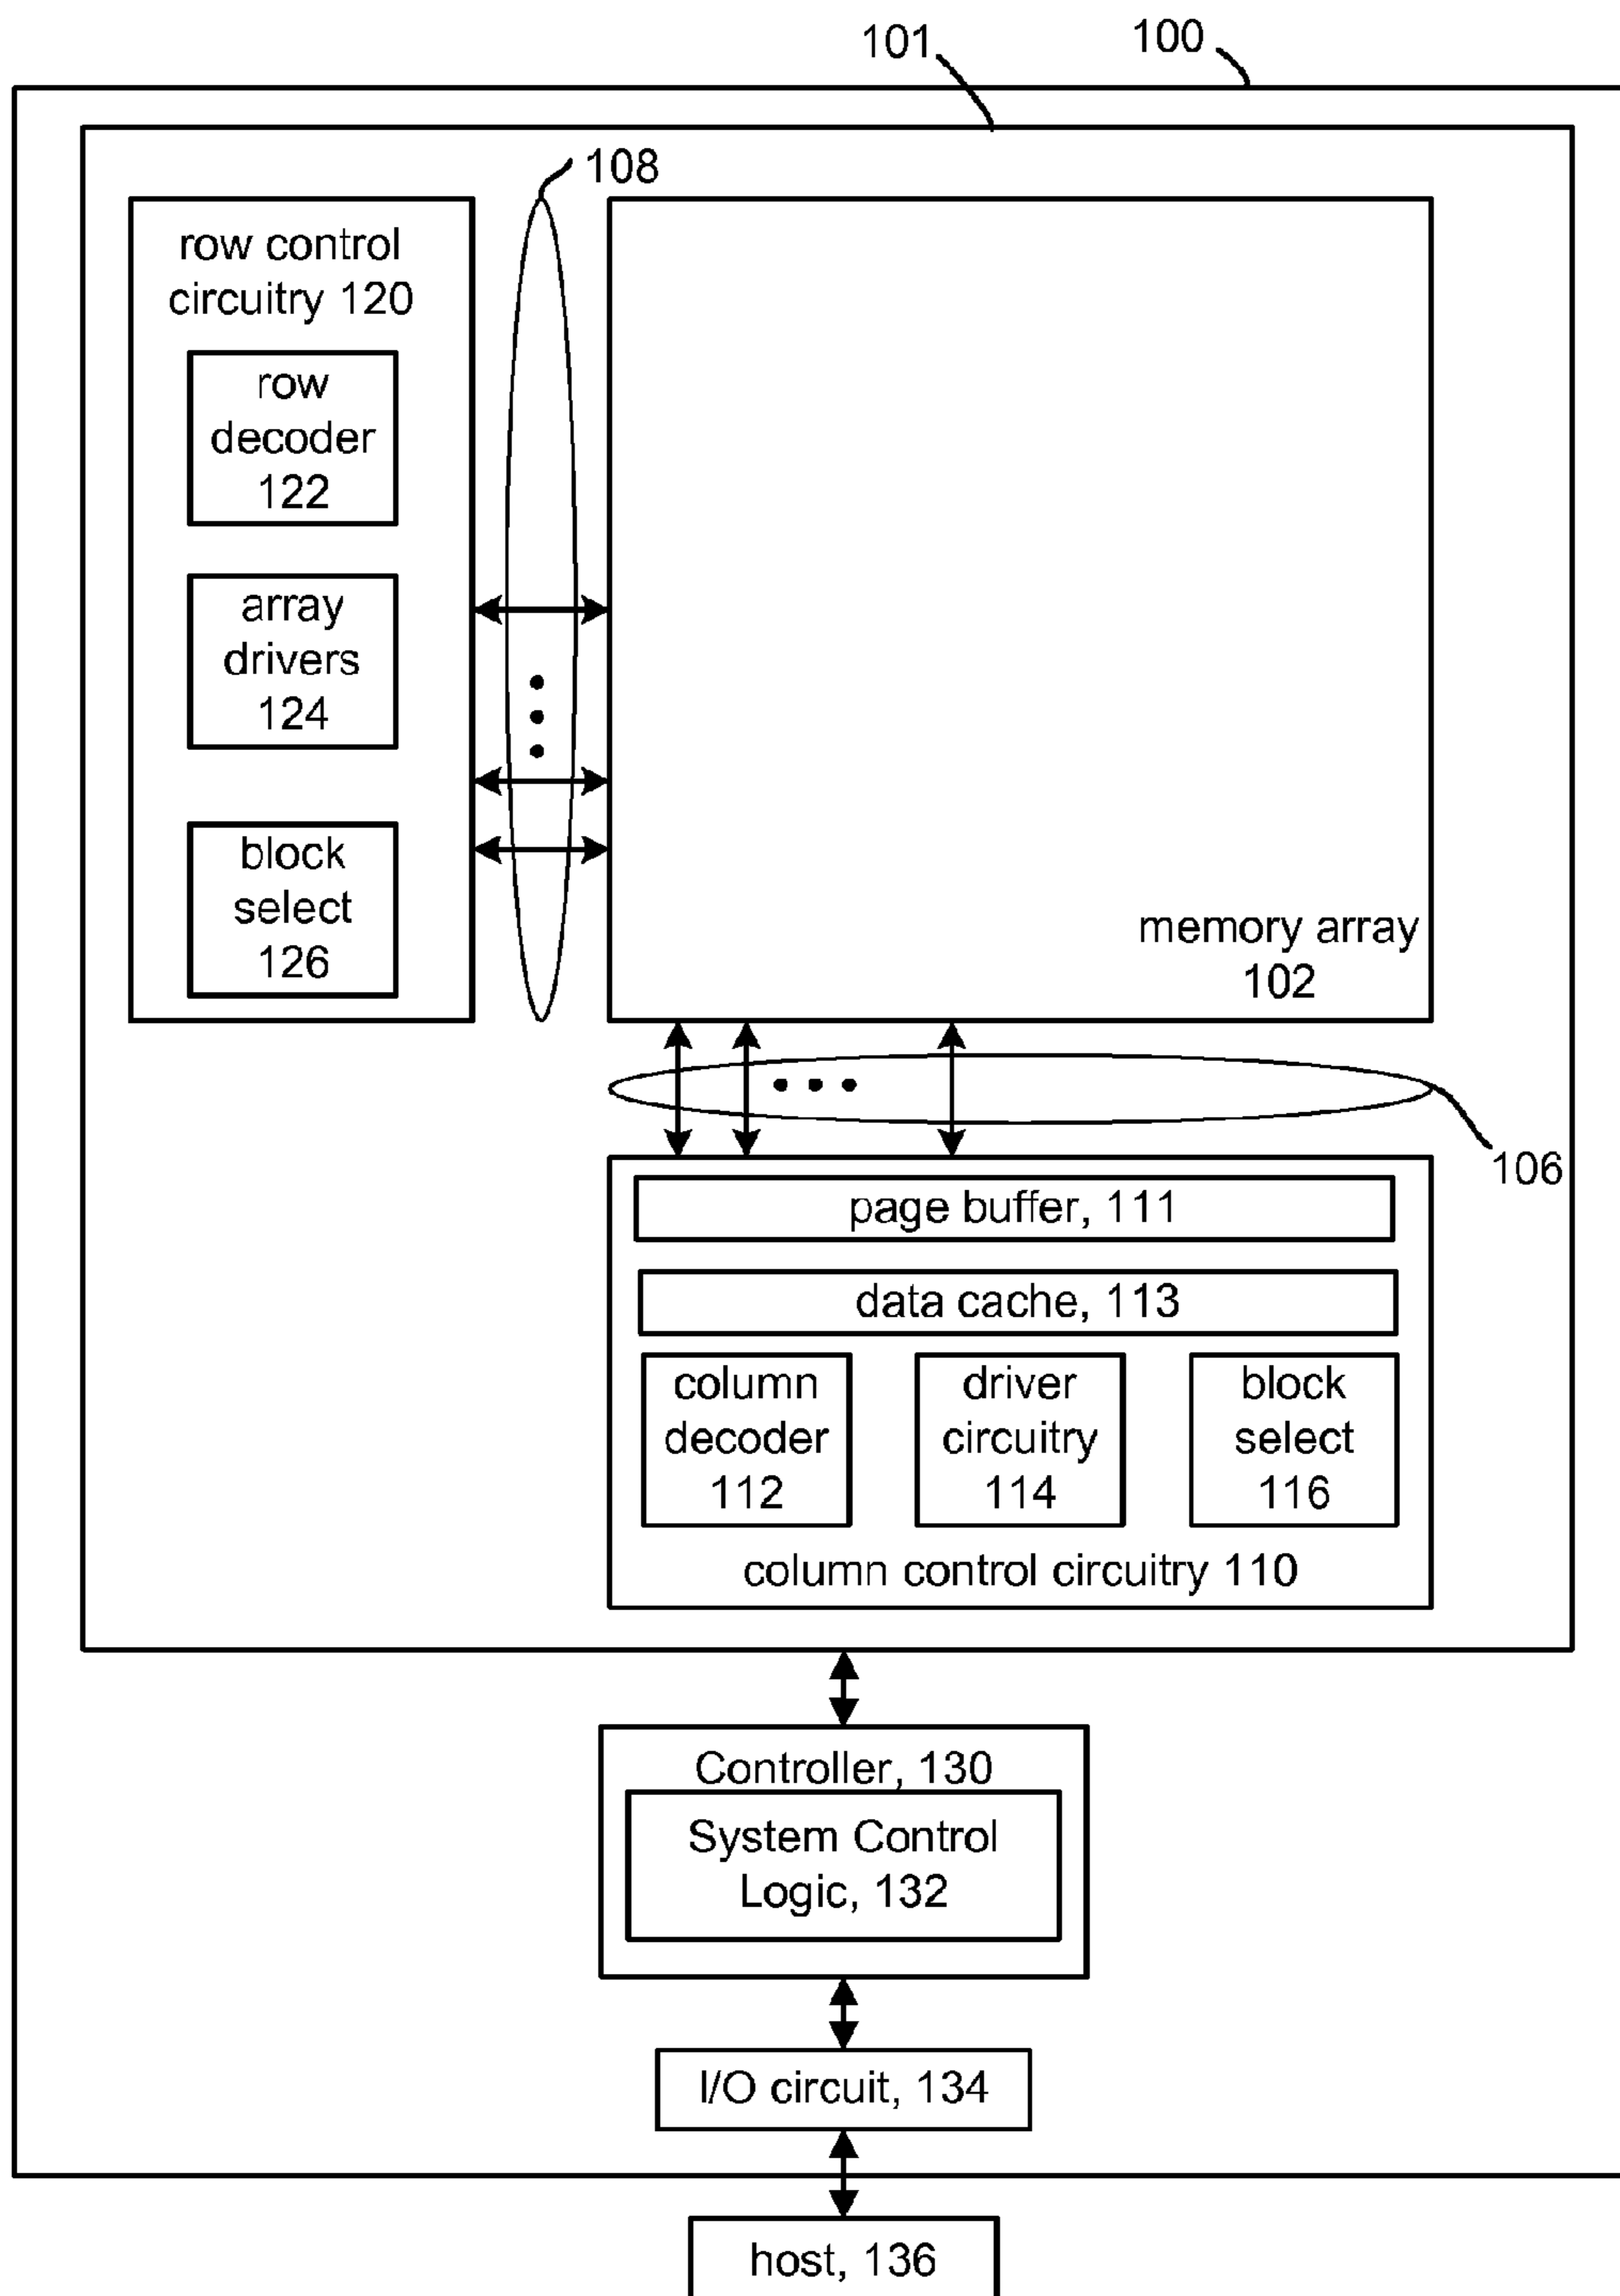 101
100
108
row control
circuitry 120
row
decoder
122
array
drivers
124
block
select
126
memory array
102
106
page buffer, 111
data cache, 113
column
decoder
112
driver
circuitry
114
block
select
116
column control circuitry 110
Controller, 130
System Control
Logic, 132
I/O circuit, 134
host, 136